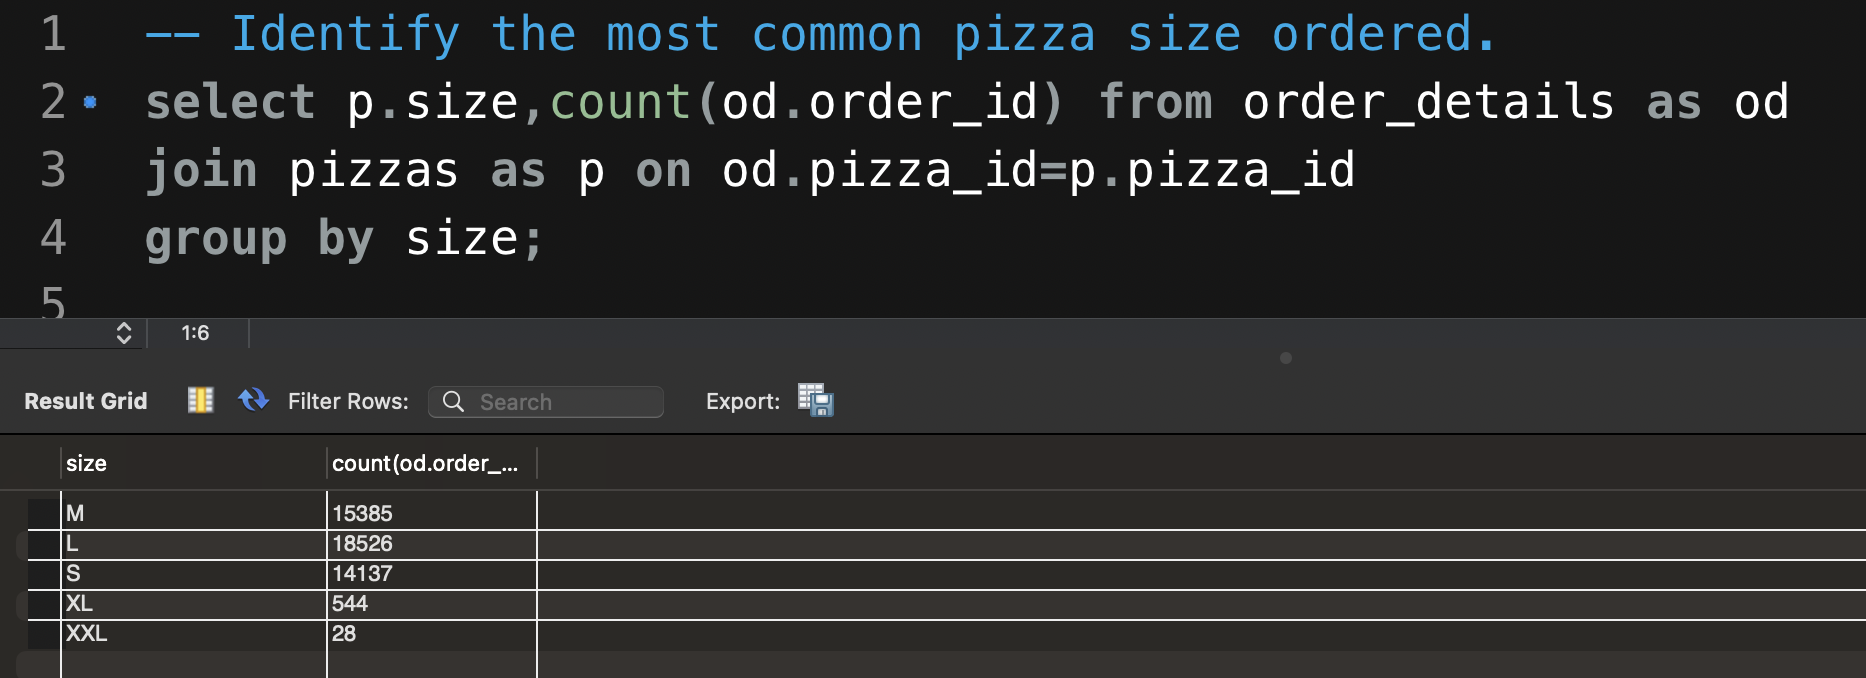 1 -- Identify the most common pizza size ordered.
2 select p.size,count(od.order_id) from order_details as od
3 join pizzas as p on od.pizza_id=p.pizza_id
4 group by size;
5
1:6
Result Grid Filter Rows: Search Export:
size count(od.order_...
M 15385
L 18526
S 14137
XL 544
XXL 28